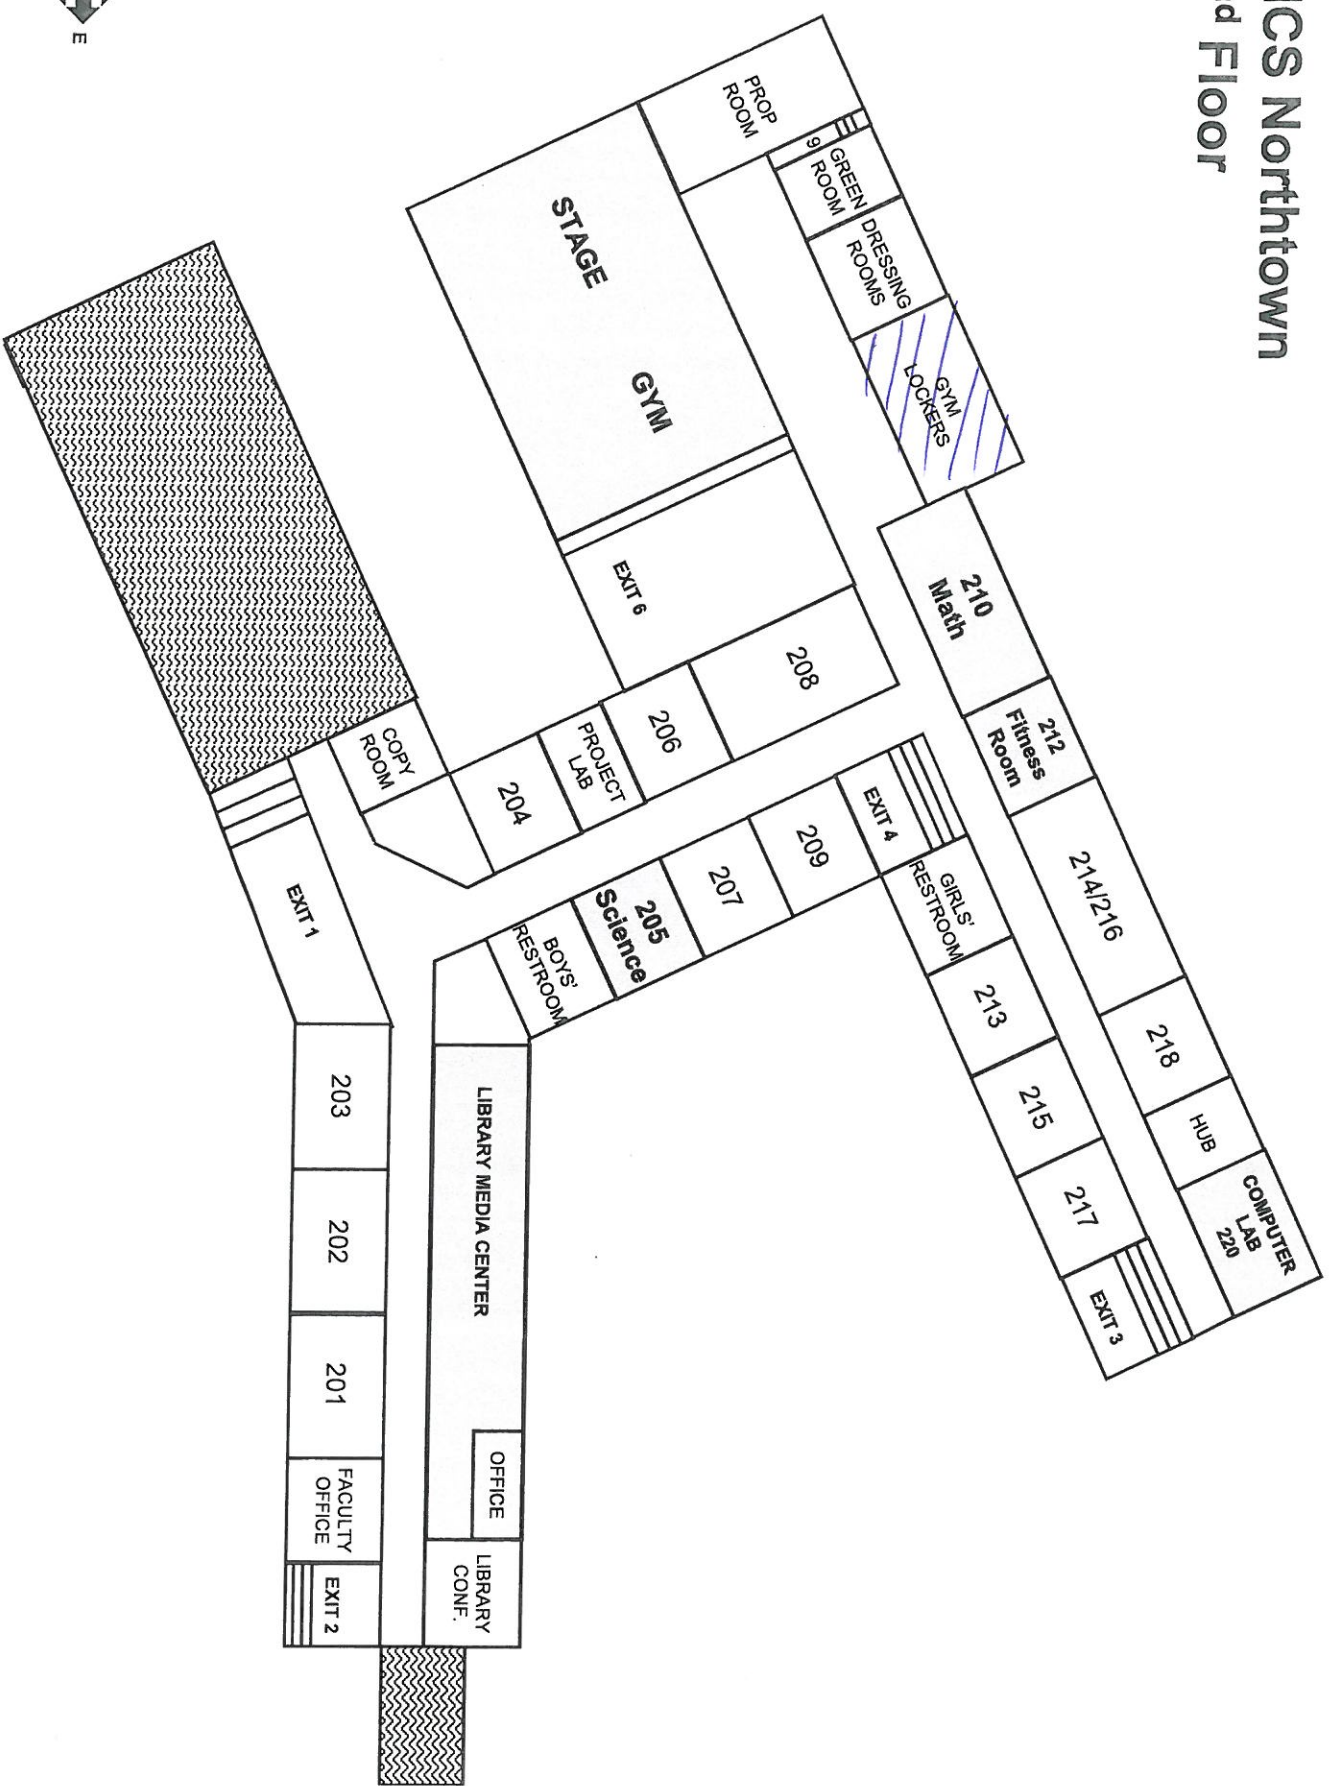 ICS Northtown
d Floor
E
PROP
ROOM
9
GREEN
ROOM
DRESSING
ROOMS
GYM
LOCKERS
STAGE
GYM
EXIT 6
210
Math
212
Fitness
Room
214/216
218
HUB
COMPUTER
LAB
220
208
206
PROJECT
LAB
204
COPY
ROOM
EXIT 4
209
207
205
Science
BOYS'
RESTROOM
GIRLS'
RESTROOM
213
215
217
EXIT 3
EXIT 1
203
202
201
FACULTY
OFFICE
EXIT 2
LIBRARY MEDIA CENTER
OFFICE
LIBRARY
CONF.